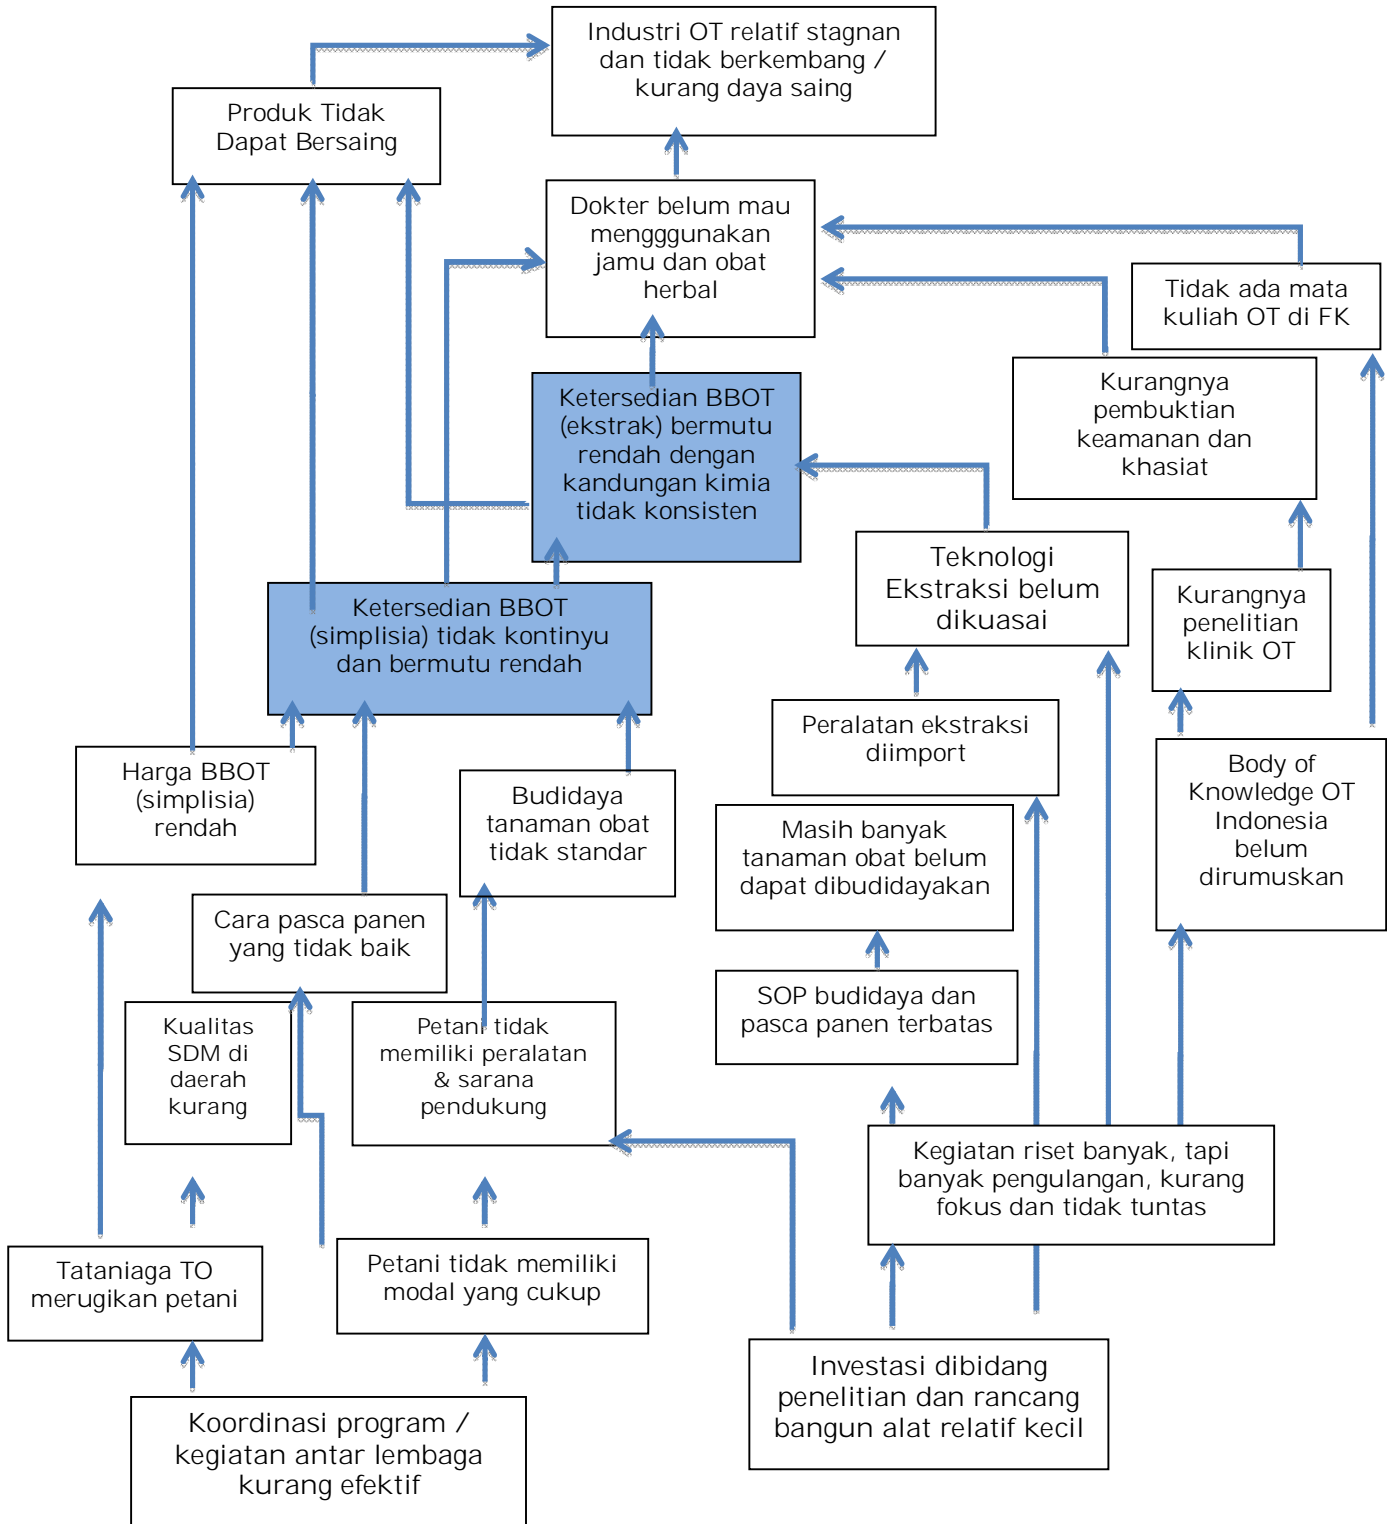 Industri OT relatif stagnan
dan tidak berkembang /
kurang daya saing
Produk Tidak
Dapat Bersaing
Dokter belum mau
mengggunakan
jamu dan obat
herbal
Tidak ada mata
kuliah OT di FK
Kurangnya
pembuktian
keamanan dan
khasiat
Ketersedian BBOT
(ekstrak) bermutu
rendah dengan
kandungan kimia
tidak konsisten
Teknologi
Ekstraksi belum
dikuasai
Kurangnya
penelitian
klinik OT
Ketersedian BBOT
(simplisia) tidak kontinyu
dan bermutu rendah
Peralatan ekstraksi
diimport
Body of
Knowledge OT
Indonesia
belum
dirumuskan
Harga BBOT
(simplisia)
rendah
Budidaya
tanaman obat
tidak standar
Masih banyak
tanaman obat belum
dapat dibudidayakan
Cara pasca panen
yang tidak baik
SOP budidaya dan
pasca panen terbatas
Kualitas
SDM di
daerah
kurang
Petani tidak
memiliki peralatan
& sarana
pendukung
Kegiatan riset banyak, tapi
banyak pengulangan, kurang
fokus dan tidak tuntas
Tataniaga TO
merugikan petani
Petani tidak memiliki
modal yang cukup
Investasi dibidang
penelitian dan rancang
bangun alat relatif kecil
Koordinasi program /
kegiatan antar lembaga
kurang efektif